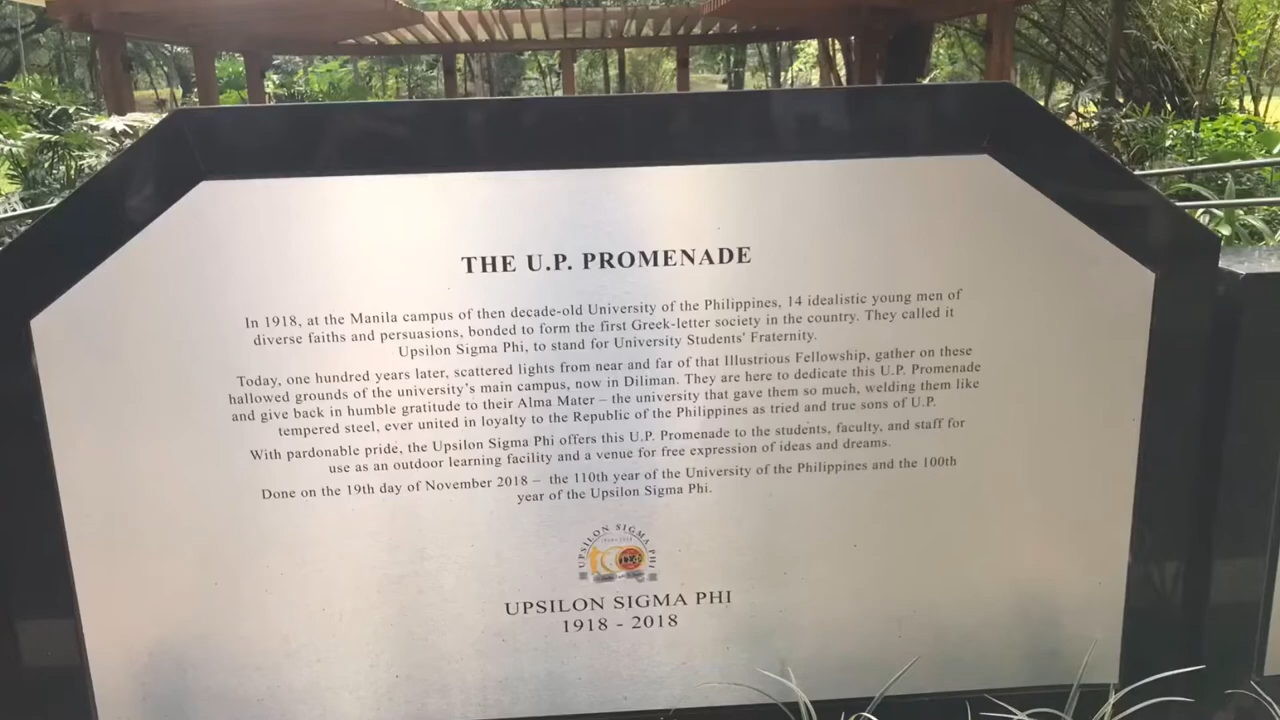 THE U.P. PROMENADE
In 1918, at the Manila campus of then decade-old University of the Philippines, 14 idealistic young men of
diverse faiths and persuasions, bonded to form the first Greek-letter society in the country. They called it
Upsilon Sigma Phi, to stand for University Students' Fraternity.
Today, one hundred years later, scattered lights from near and far of that Illustrious Fellowship, gather on these
hallowed grounds of the university's main campus, now in Diliman. They are here to dedicate this U.P. Promenade
and give back in humble gratitude to their Alma Mater – the university that gave them so much, welding them like
tempered steel, ever united in loyalty to the Republic of the Philippines as tried and true sons of U.P.
With pardonable pride, the Upsilon Sigma Phi offers this U.P. Promenade to the students, faculty, and staff for
use as an outdoor learning facility and a venue for free expression of ideas and dreams.
Done on the 19th day of November 2018 – the 110th year of the University of the Philippines and the 100th
year of the Upsilon Sigma Phi.
UPSILON SIGMA PHI
1918-2018
100
UPSILON SIGMA PHI
1918 - 2018